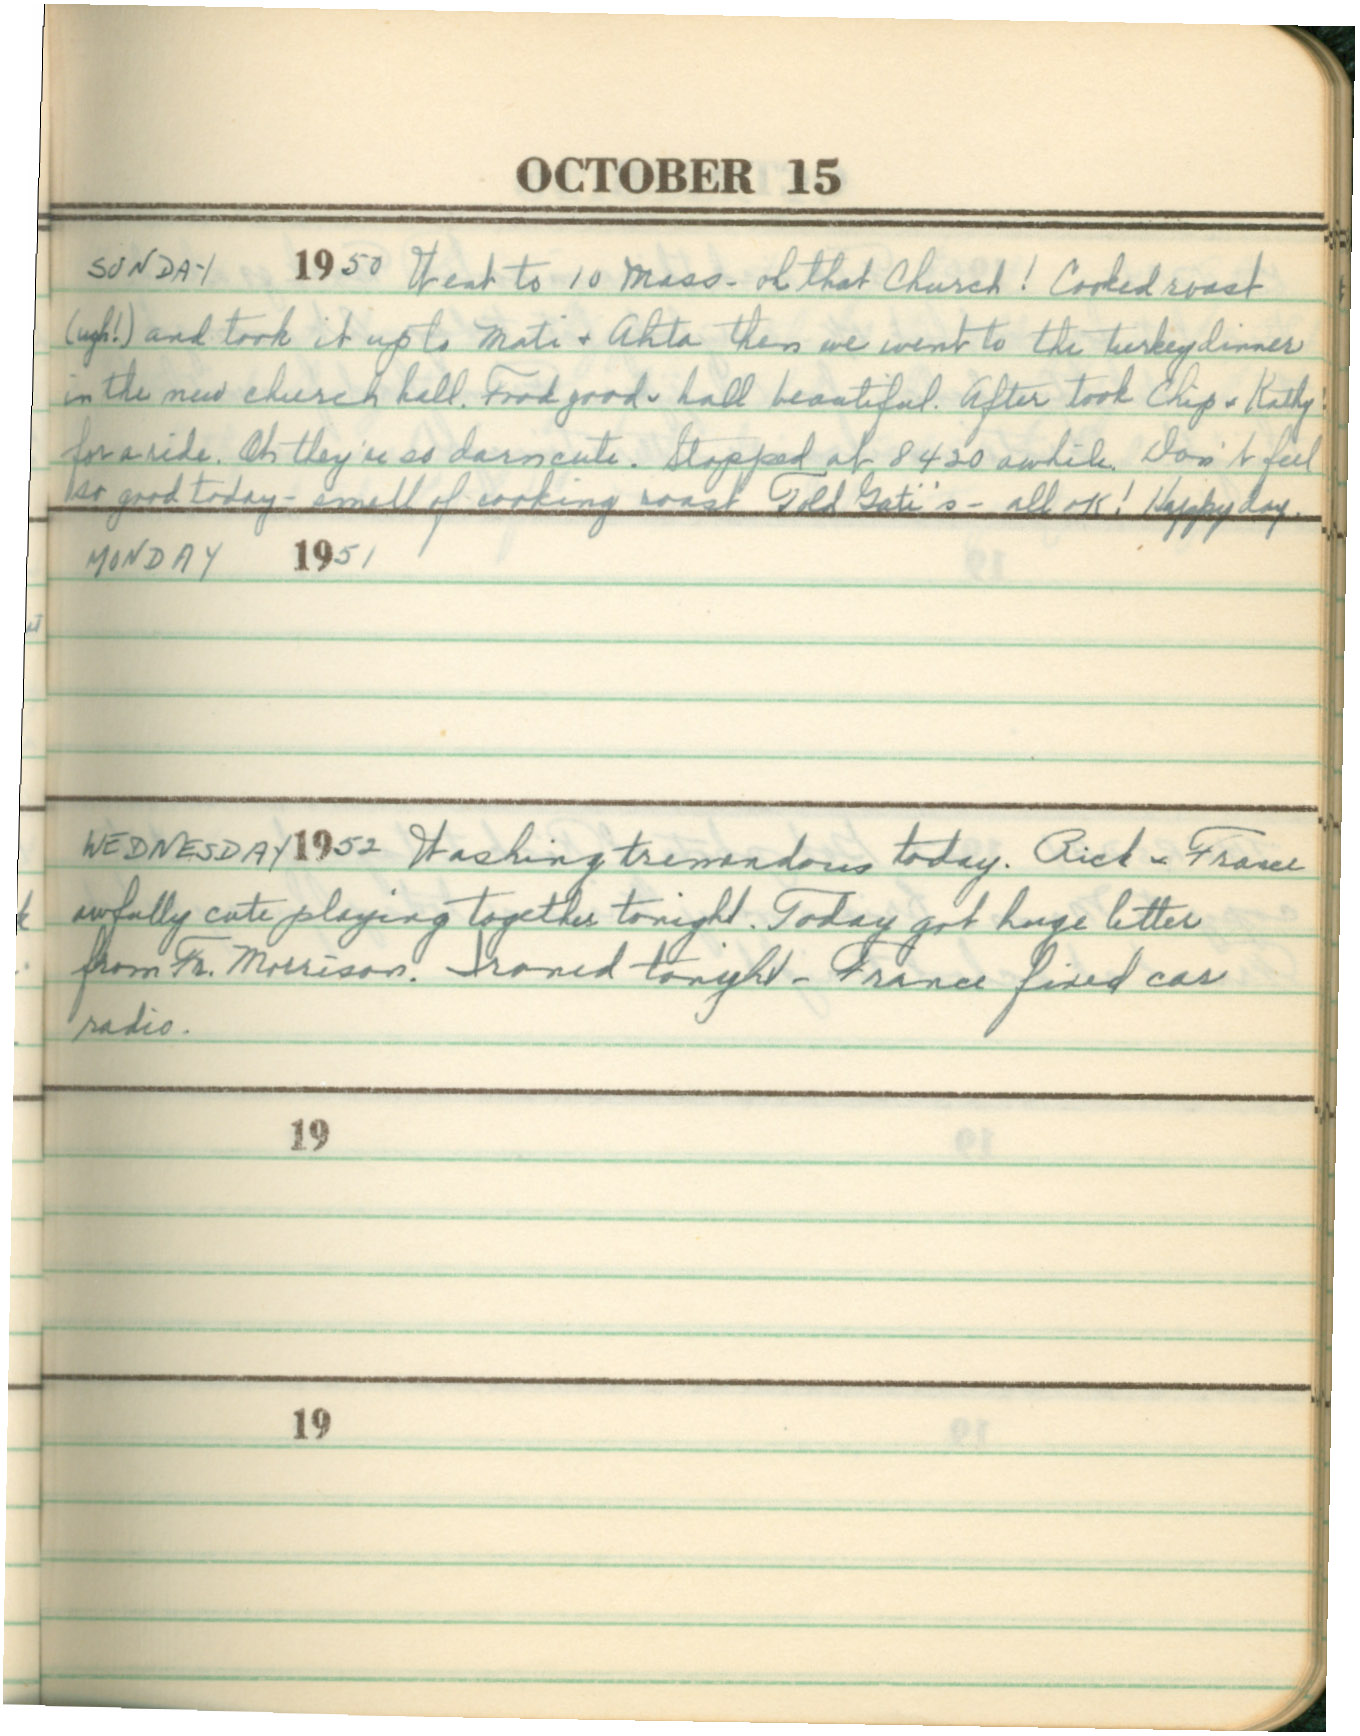 OCTOBER 15
SUNDAY 1950 Went to 10 Mass - oh that Church! Cooked roast
(ugh!) and took it up to Mati + Ahta then we went to the turkey dinner
in the new church hall. Food good + hall beautiful. After took Chip + Kathy
for a ride. Oh they're so darn cute. Stopped at 8420 awhile. Don't feel
so good today - smell of cooking roast Told Gati's - all ok! Happy day.
MONDAY 1951
WEDNESDAY 1952 Washing tremendous today. Rick + France
awfully cute playing together tonight. Today got huge letter
from Fr. Morrison. Ironed tonight - France fixed car
radio.
19
19